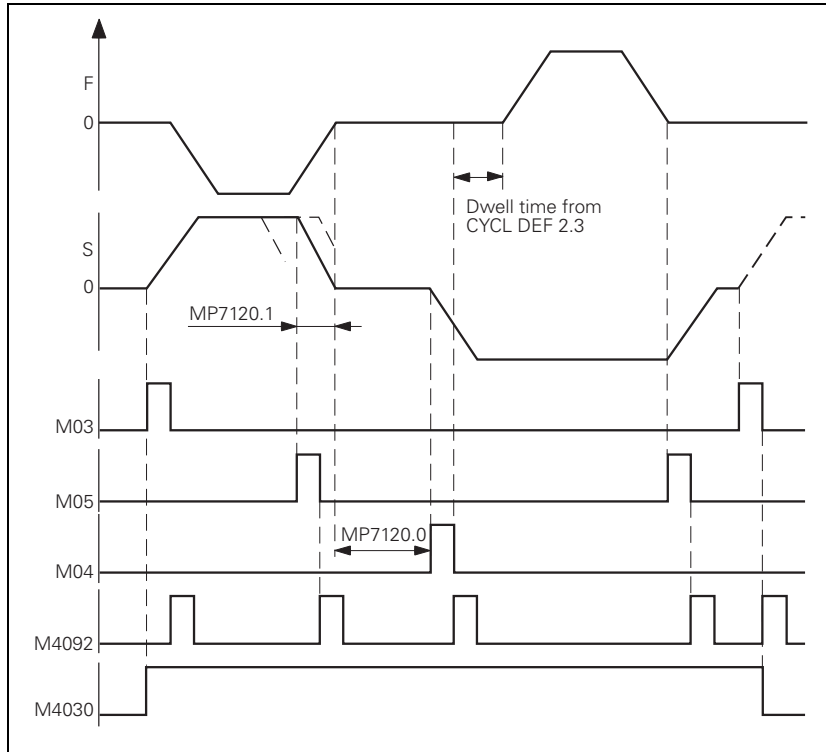 F
0
Dwell time from
CYCL DEF 2.3
S
0
MP7120.1
M03
M05
MP7120.0
M04
M4092
M4030